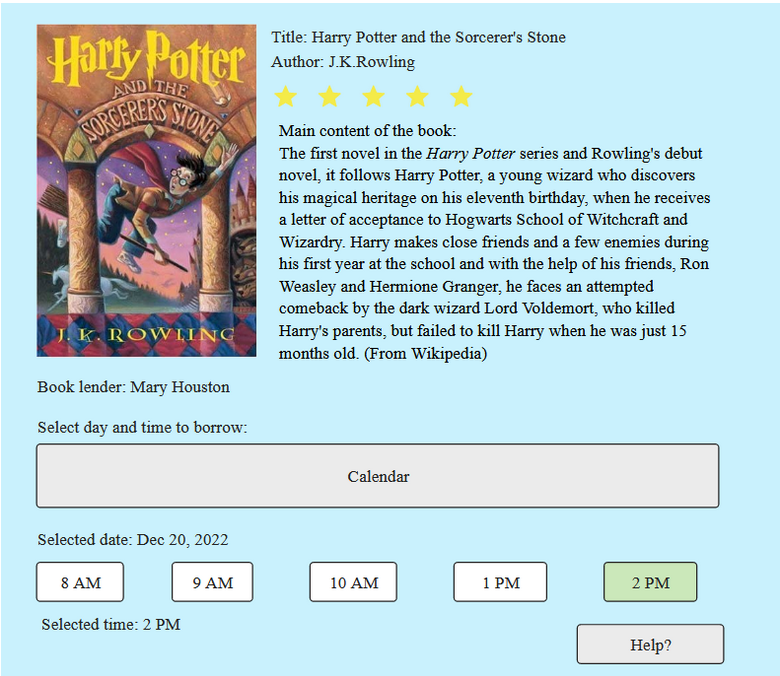 Harry Potter
AND THE
SORCERER'S STONE
J. K. ROWLING
Title: Harry Potter and the Sorcerer's Stone
Author: J.K.Rowling
Main content of the book:
The first novel in the Harry Potter series and Rowling's debut
novel, it follows Harry Potter, a young wizard who discovers
his magical heritage on his eleventh birthday, when he receives
a letter of acceptance to Hogwarts School of Witchcraft and
Wizardry. Harry makes close friends and a few enemies during
his first year at the school and with the help of his friends, Ron
Weasley and Hermione Granger, he faces an attempted
comeback by the dark wizard Lord Voldemort, who killed
Harry's parents, but failed to kill Harry when he was just 15
months old. (From Wikipedia)
Book lender: Mary Houston
Select day and time to borrow:
Calendar
Selected date: Dec 20, 2022
8 AM 9 AM 10 AM 1 PM 2 PM
Selected time: 2 PM
Help?